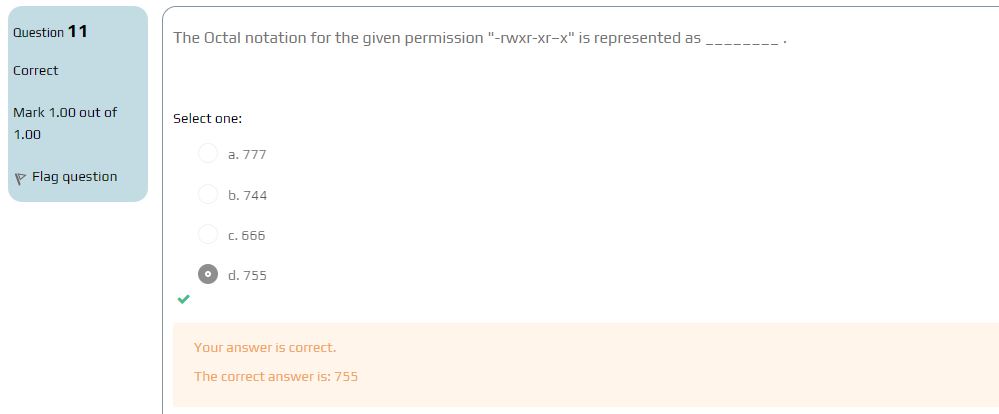 Question 11
Correct
Mark 1.00 out of
1.00
Flag question
The Octal notation for the given permission "-rwxr-xr--x" is represented as ________ .
Select one:
a. 777
b. 744
c. 666
d. 755
Your answer is correct.
The correct answer is: 755